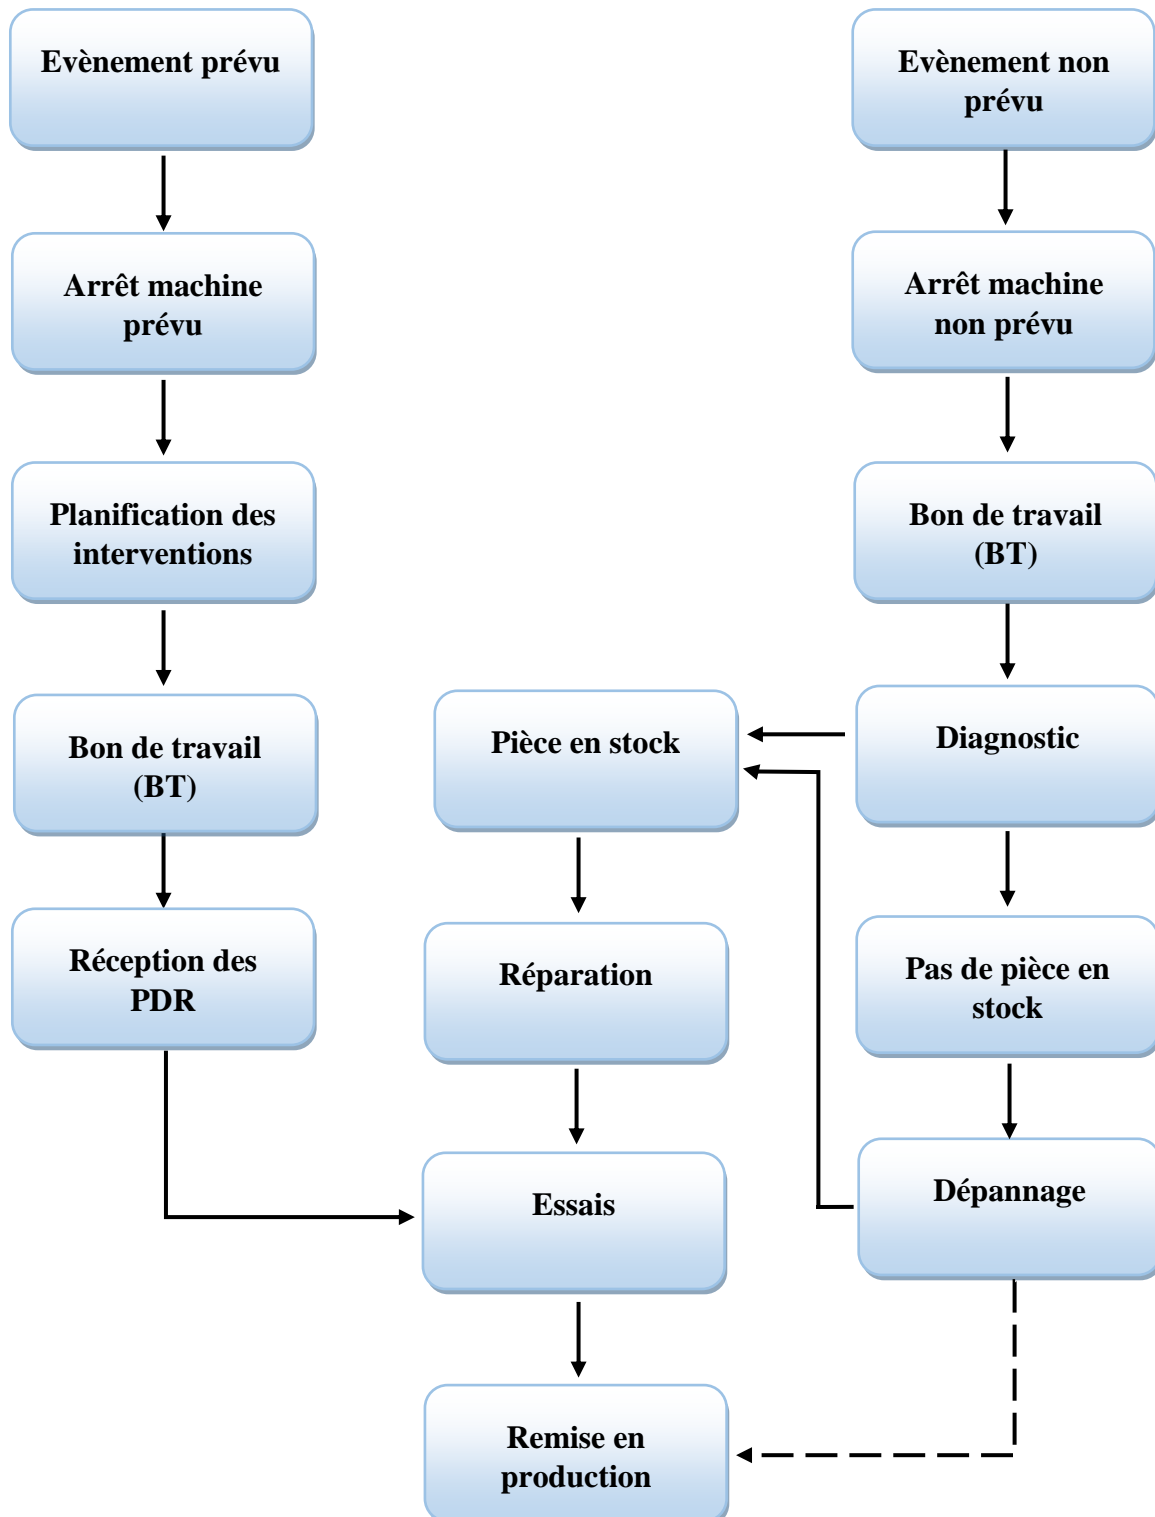 Evènement prévu
Evènement non
prévu
Arrêt machine
prévu
Arrêt machine
non prévu
Planification des
interventions
Bon de travail
(BT)
Bon de travail
(BT)
Pièce en stock
Diagnostic
Réception des
PDR
Réparation
Pas de pièce en
stock
Essais
Dépannage
Remise en
production